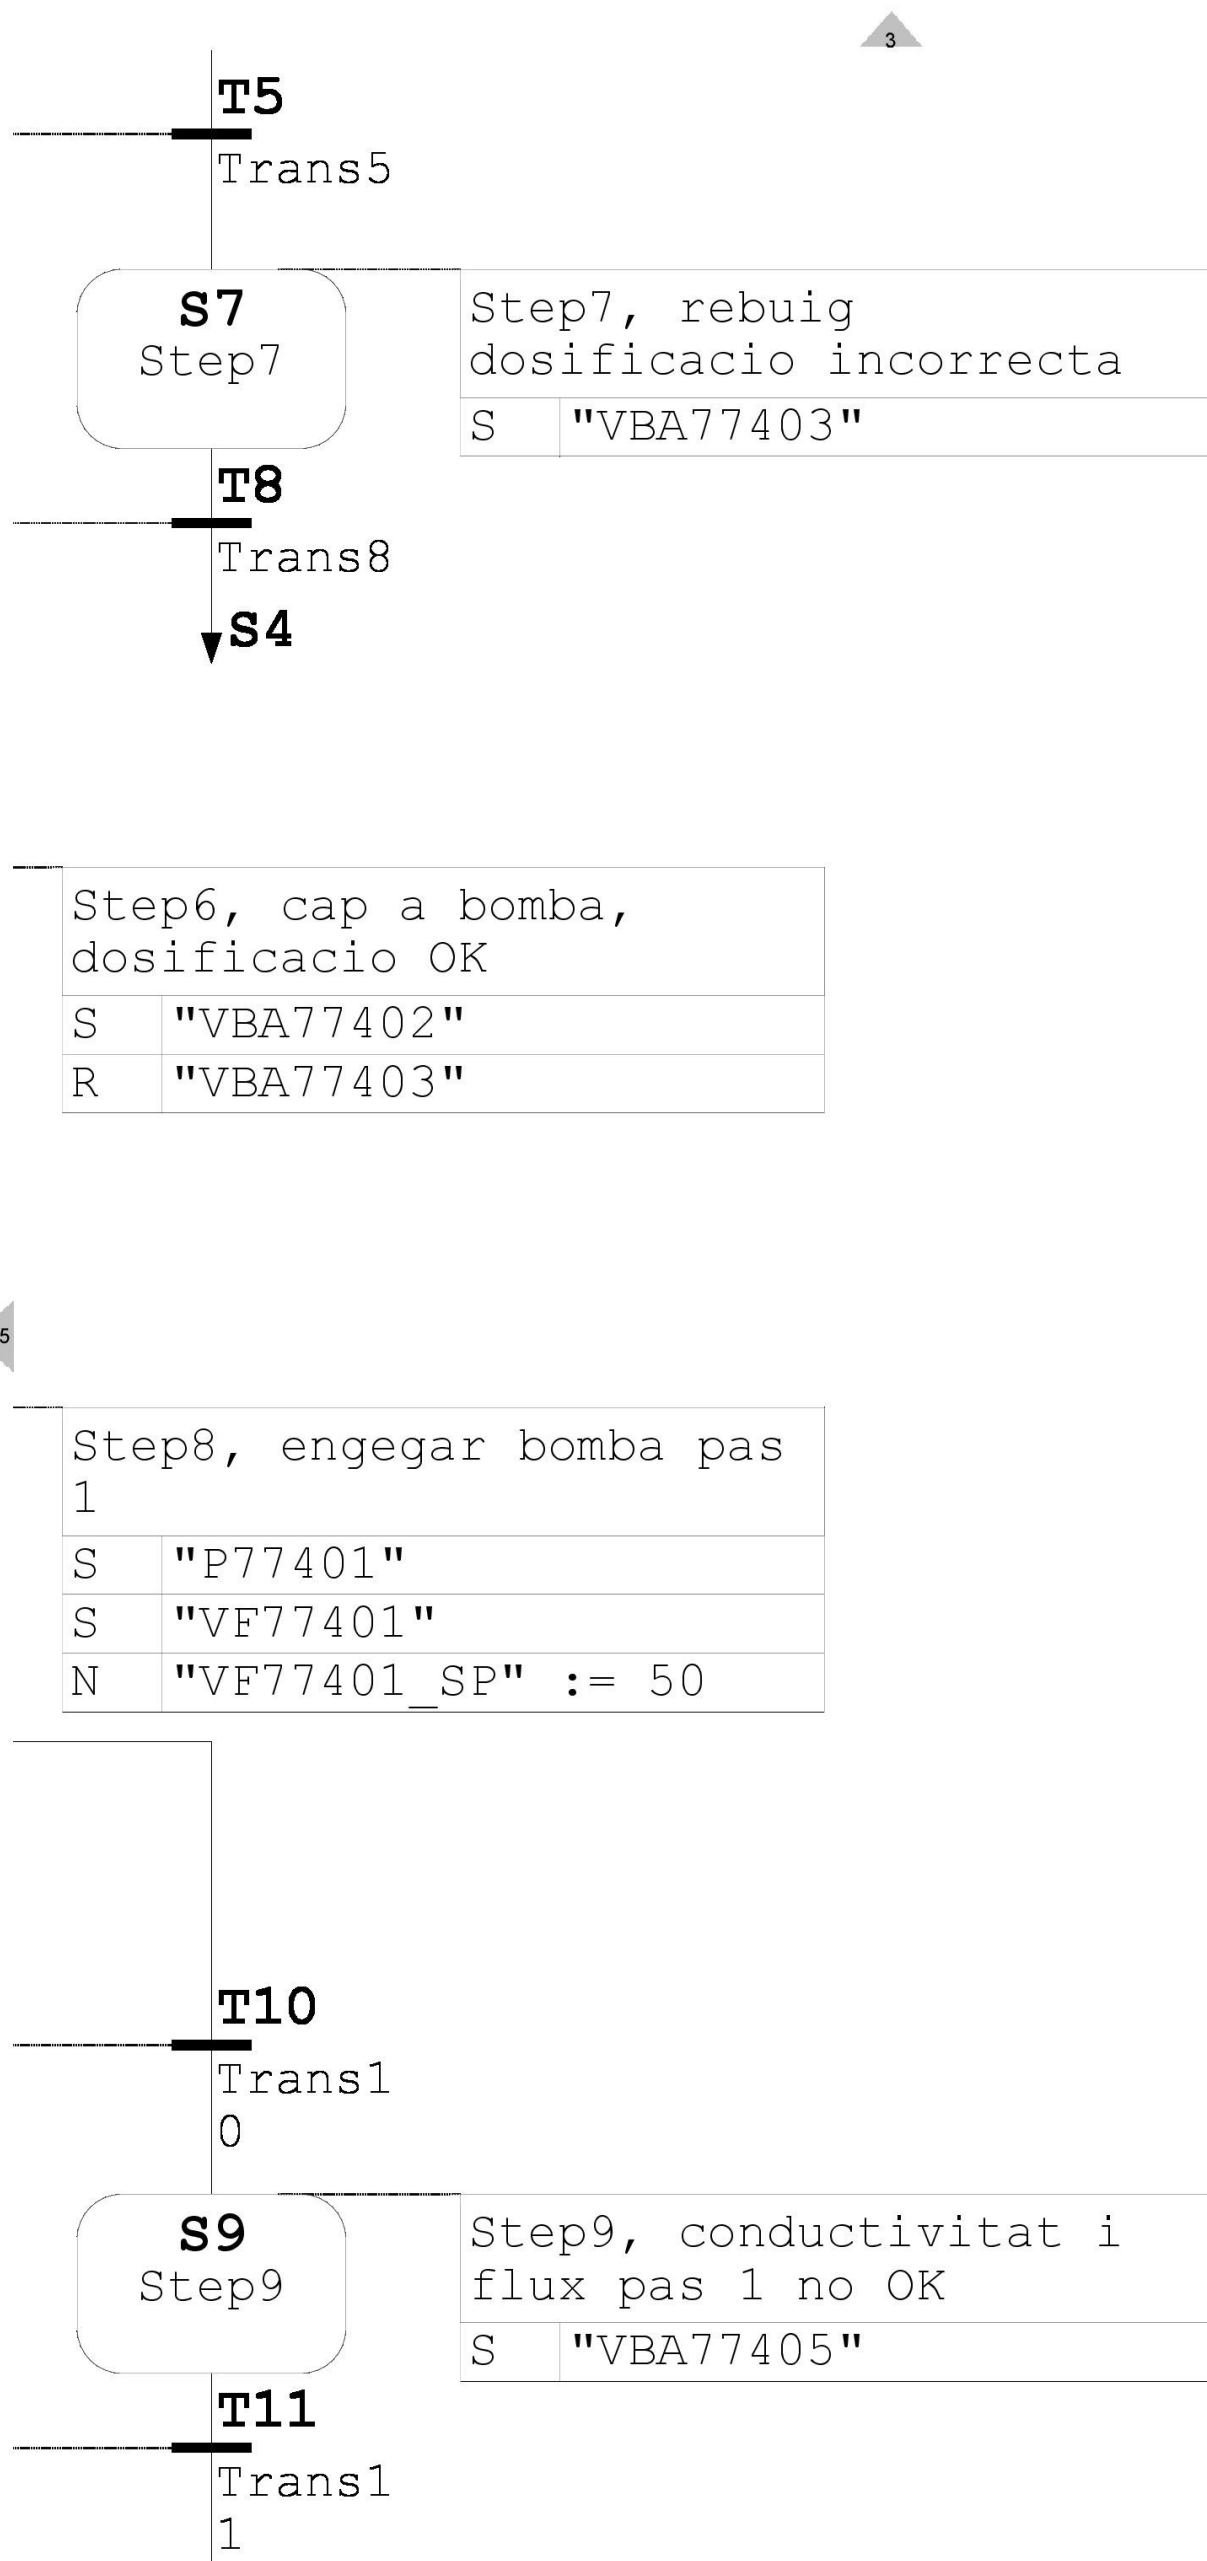 3
T5
Trans5
S7
Step7
Step7, rebuig
dosificacio incorrecta
S "VBA77403"
T8
Trans8
S4
Step6, cap a bomba,
dosificacio OK
S "VBA77402"
R "VBA77403"
5
Step8, engegar bomba pas
1
S "P77401"
S "VF77401"
N "VF77401_SP" := 50
T10
Trans1
0
S9
Step9
Step9, conductivitat i
flux pas 1 no OK
S "VBA77405"
T11
Trans1
1